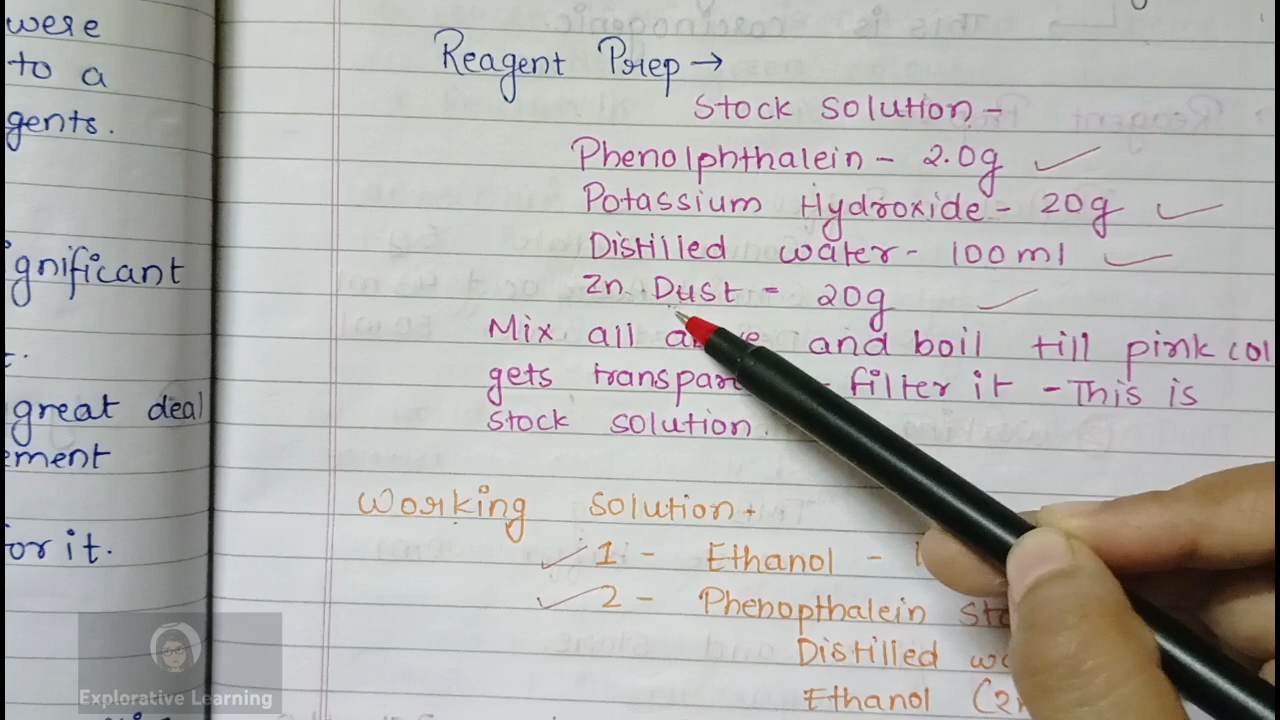 were
to a
gents.
gnificant
great deal
ement
or it.
Reagent Prep →
Stock solution -
Phenolphthalein - 2.0g
Potassium Hydroxide - 20g
Distilled water - 100ml
Zn Dust - 20g
Mix all and boil till pink col
gets - filter it - This is
stock solution.
Working solution -
1 - Ethanol -
2 - Phenopthalein
Distilled
Ethanol
Explorative Learning